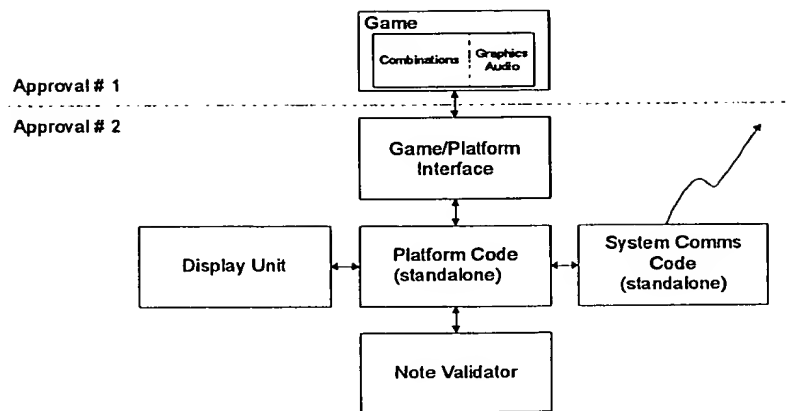 Game
Combinations
Graphics
Audio
Approval # 1
Approval # 2
Game/Platform
Interface
Display Unit
Platform Code
(standalone)
System Comms
Code
(standalone)
Note Validator